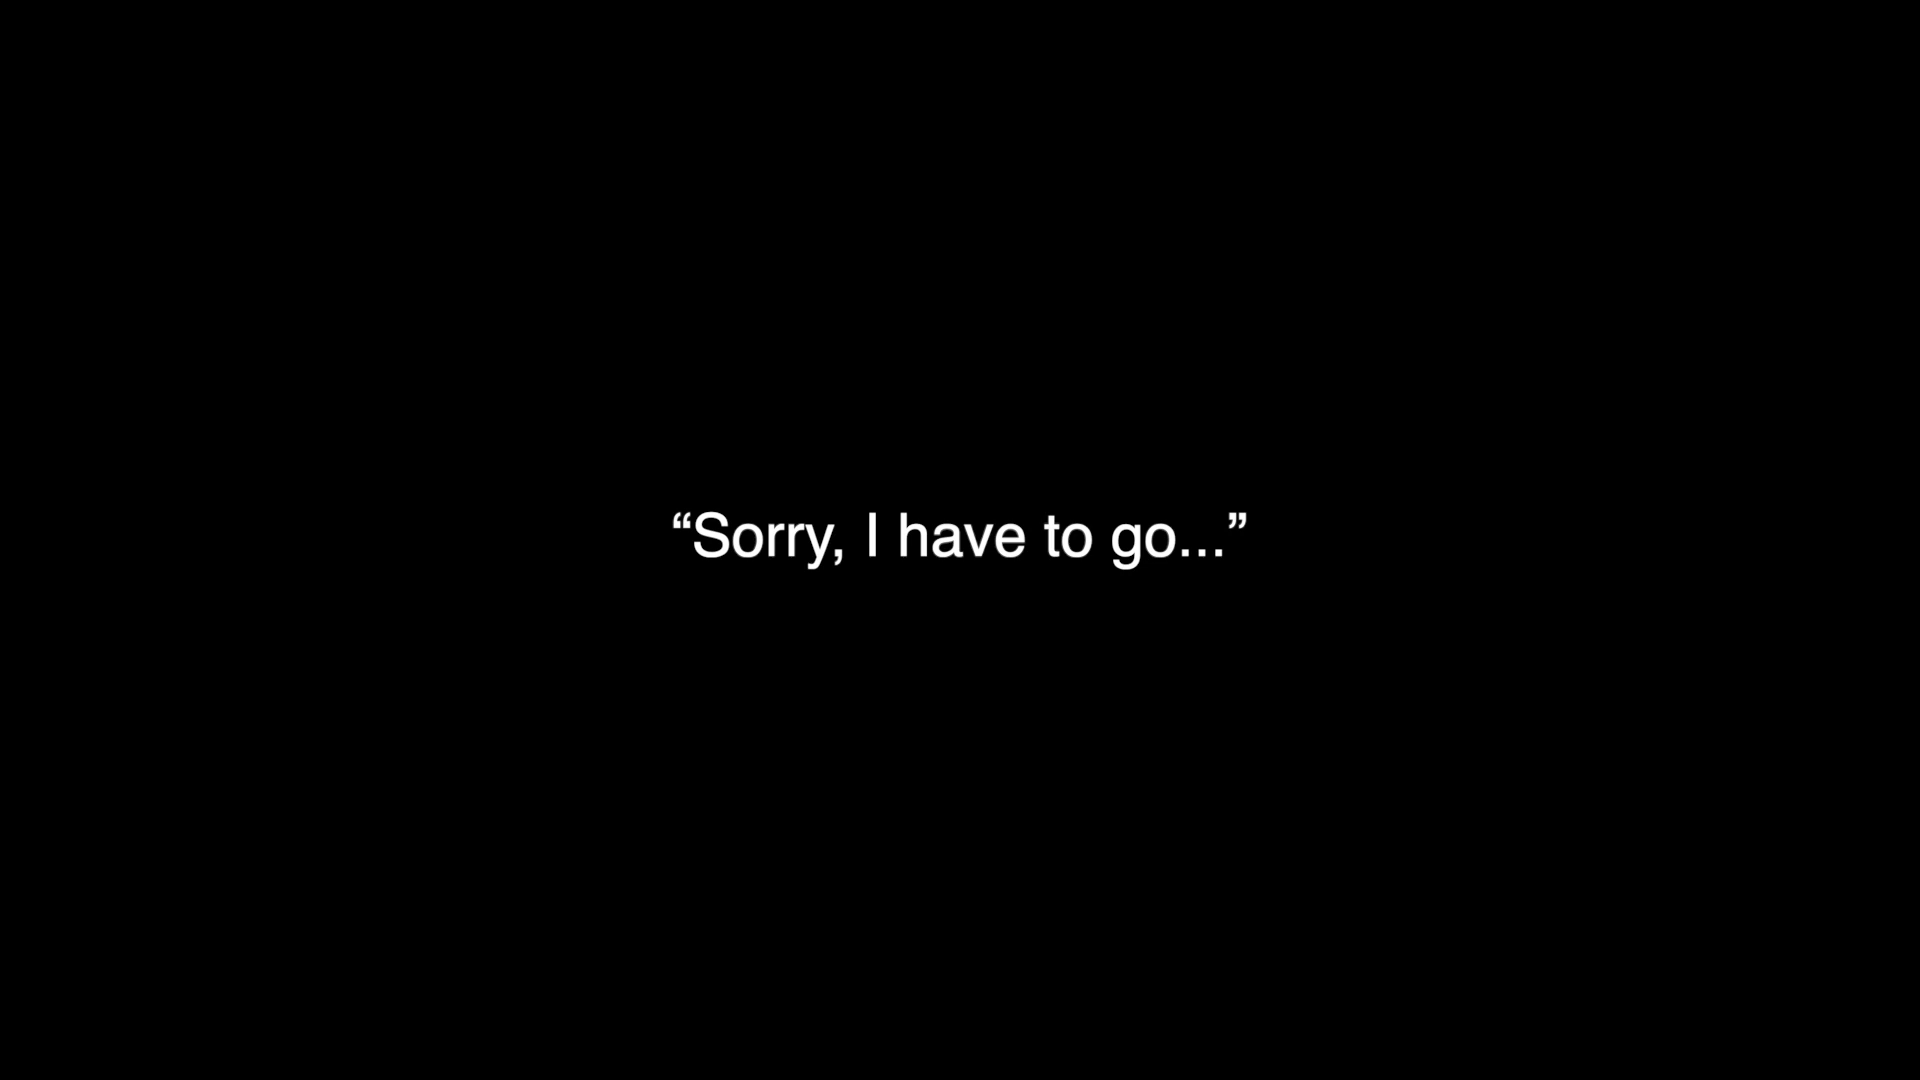 “Sorry, I have to go...”